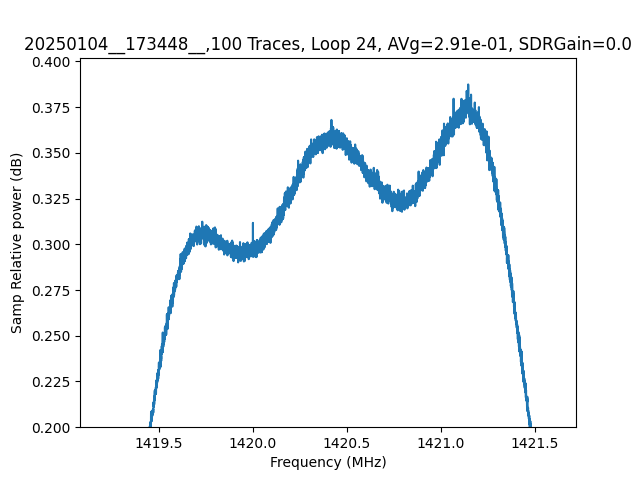 20250104__173448__,100 Traces, Loop 24, AVg=2.91e-01, SDRGain=0.0
0.400
0.375
0.350
0.325
0.300
0.275
0.250
0.225
0.200
Samp Relative power (dB)
1419.5 1420.0 1420.5 1421.0 1421.5
Frequency (MHz)